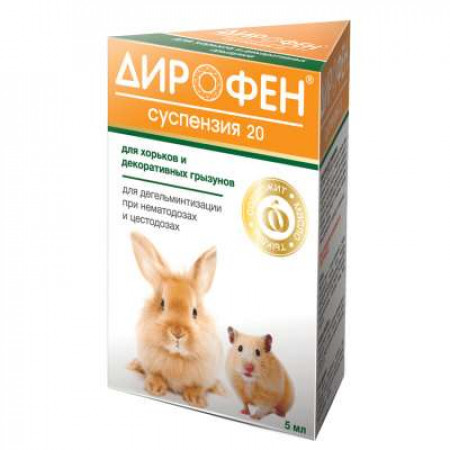 ДИРОФЕН®
суспензия 20
для хорьков и
декоративных грызунов
для дегельминтизации
при нематодозах
и цестодозах
5 мл